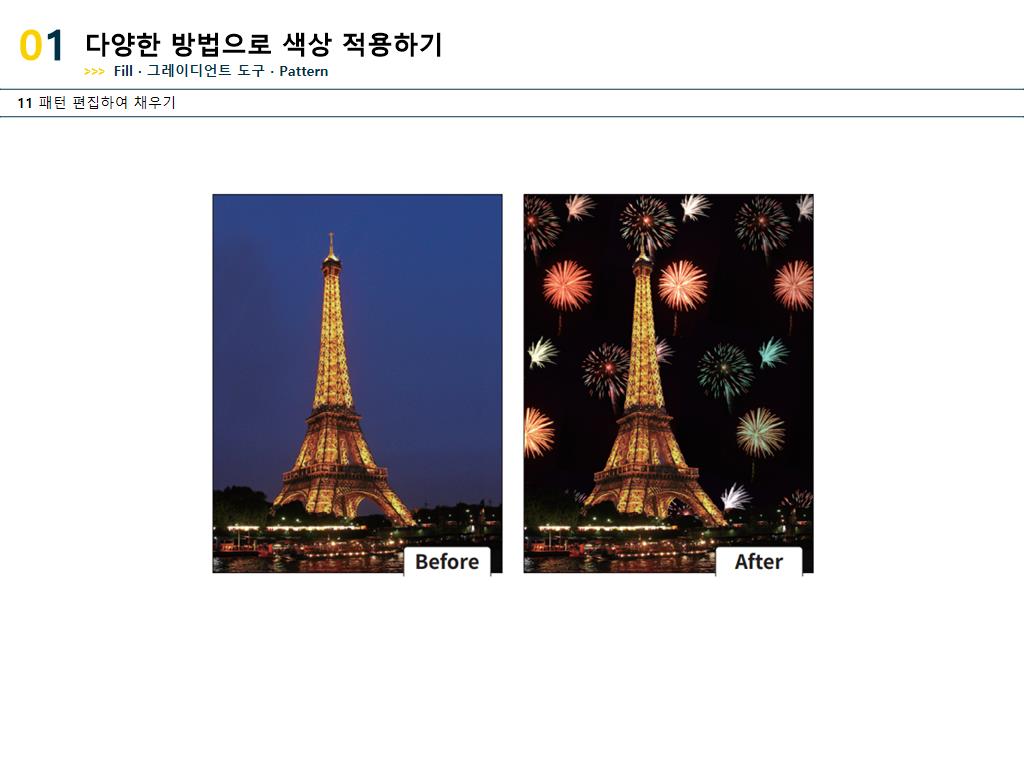 01 다양한 방법으로 색상 적용하기
>>> Fill · 그레이디언트 도구 · Pattern
11 패턴 편집하여 채우기
Before
After